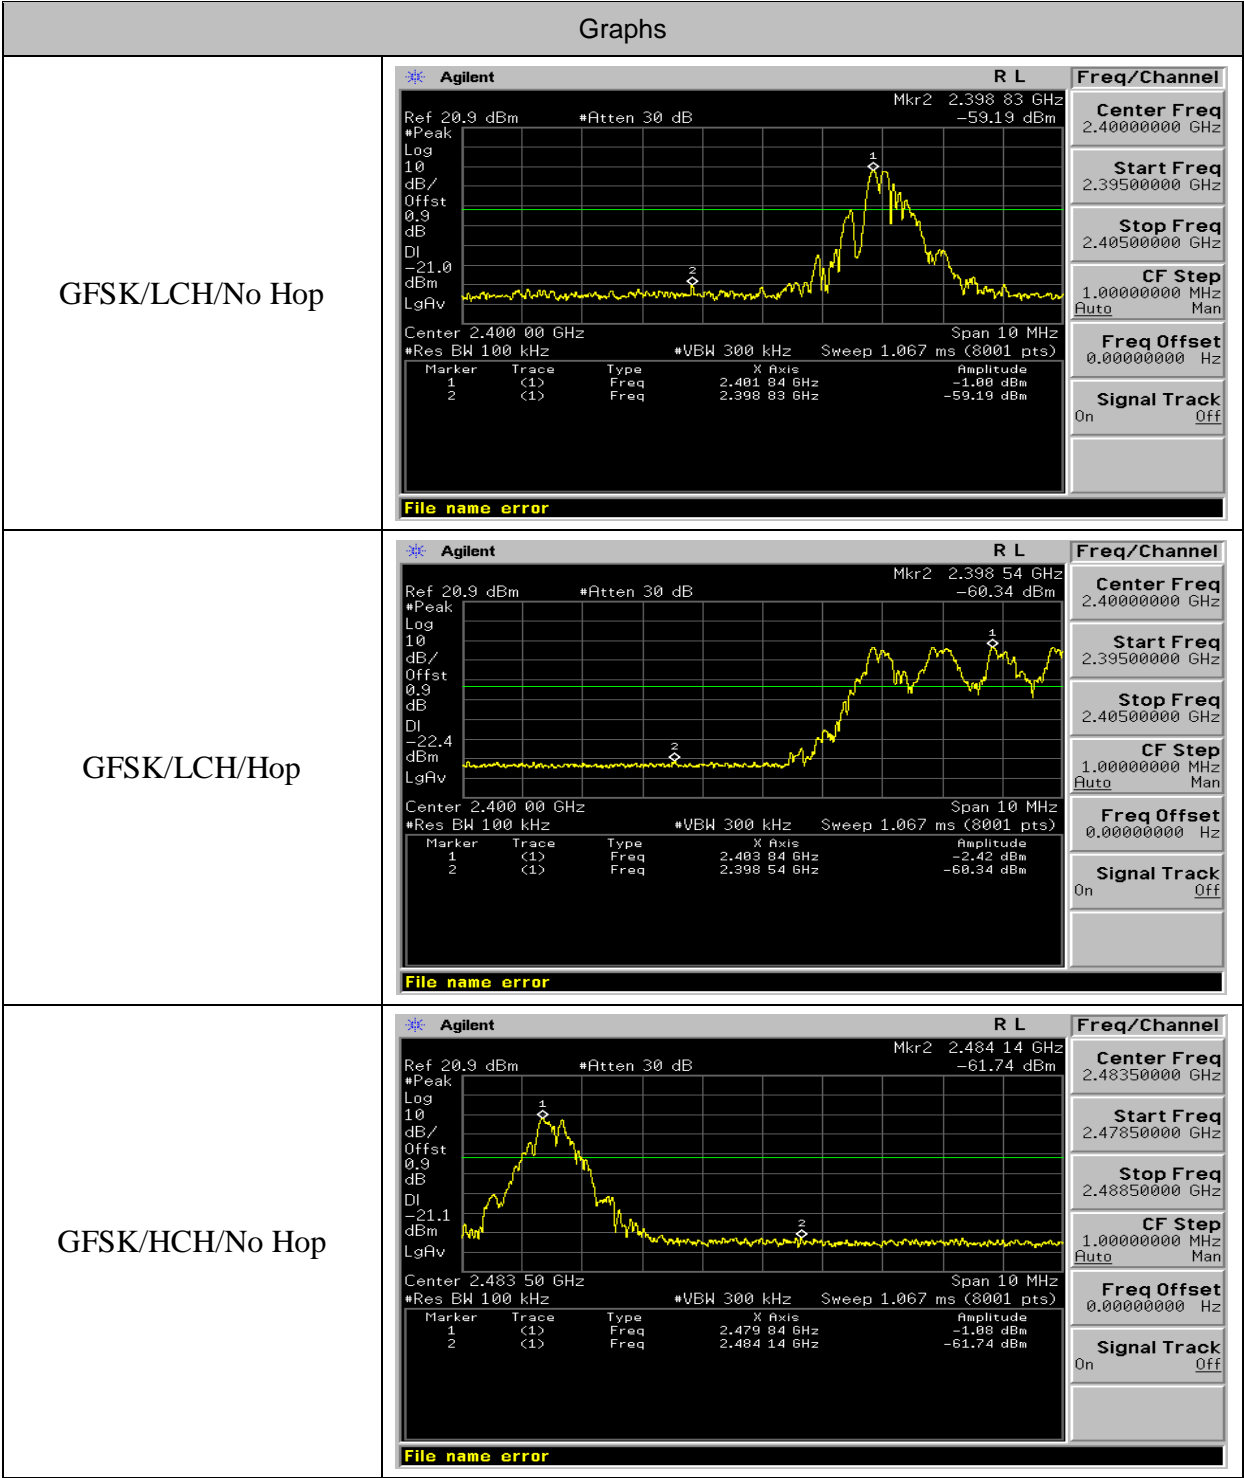 Graphs
GFSK/LCH/No Hop
Agilent R L Freq/Channel
Mkr2 2.398 83 GHz
Ref 20.9 dBm #Atten 30 dB -59.19 dBm
#Peak
Log
10
dB/
Offst
0.9
dB
DI
-21.0
dBm
LgAv
1
2
Center 2.400 00 GHz Span 10 MHz
#Res BW 100 kHz #VBW 300 kHz Sweep 1.067 ms (8001 pts)
Marker Trace Type X Axis Amplitude
1 (1) Freq 2.401 84 GHz -1.00 dBm
2 (1) Freq 2.398 83 GHz -59.19 dBm
File name error
Center Freq
2.40000000 GHz
Start Freq
2.39500000 GHz
Stop Freq
2.40500000 GHz
CF Step
1.00000000 MHz
Auto Man
Freq Offset
0.00000000 Hz
Signal Track
On Off
GFSK/LCH/Hop
Agilent R L Freq/Channel
Mkr2 2.398 54 GHz
Ref 20.9 dBm #Atten 30 dB -60.34 dBm
#Peak
Log
10
dB/
Offst
0.9
dB
DI
-22.4
dBm
LgAv
1
2
Center 2.400 00 GHz Span 10 MHz
#Res BW 100 kHz #VBW 300 kHz Sweep 1.067 ms (8001 pts)
Marker Trace Type X Axis Amplitude
1 (1) Freq 2.403 84 GHz -2.42 dBm
2 (1) Freq 2.398 54 GHz -60.34 dBm
File name error
Center Freq
2.40000000 GHz
Start Freq
2.39500000 GHz
Stop Freq
2.40500000 GHz
CF Step
1.00000000 MHz
Auto Man
Freq Offset
0.00000000 Hz
Signal Track
On Off
GFSK/HCH/No Hop
Agilent R L Freq/Channel
Mkr2 2.484 14 GHz
Ref 20.9 dBm #Atten 30 dB -61.74 dBm
#Peak
Log
10
dB/
Offst
0.9
dB
DI
-21.1
dBm
LgAv
1
2
Center 2.483 50 GHz Span 10 MHz
#Res BW 100 kHz #VBW 300 kHz Sweep 1.067 ms (8001 pts)
Marker Trace Type X Axis Amplitude
1 (1) Freq 2.479 84 GHz -1.08 dBm
2 (1) Freq 2.484 14 GHz -61.74 dBm
File name error
Center Freq
2.48350000 GHz
Start Freq
2.47850000 GHz
Stop Freq
2.48850000 GHz
CF Step
1.00000000 MHz
Auto Man
Freq Offset
0.00000000 Hz
Signal Track
On Off